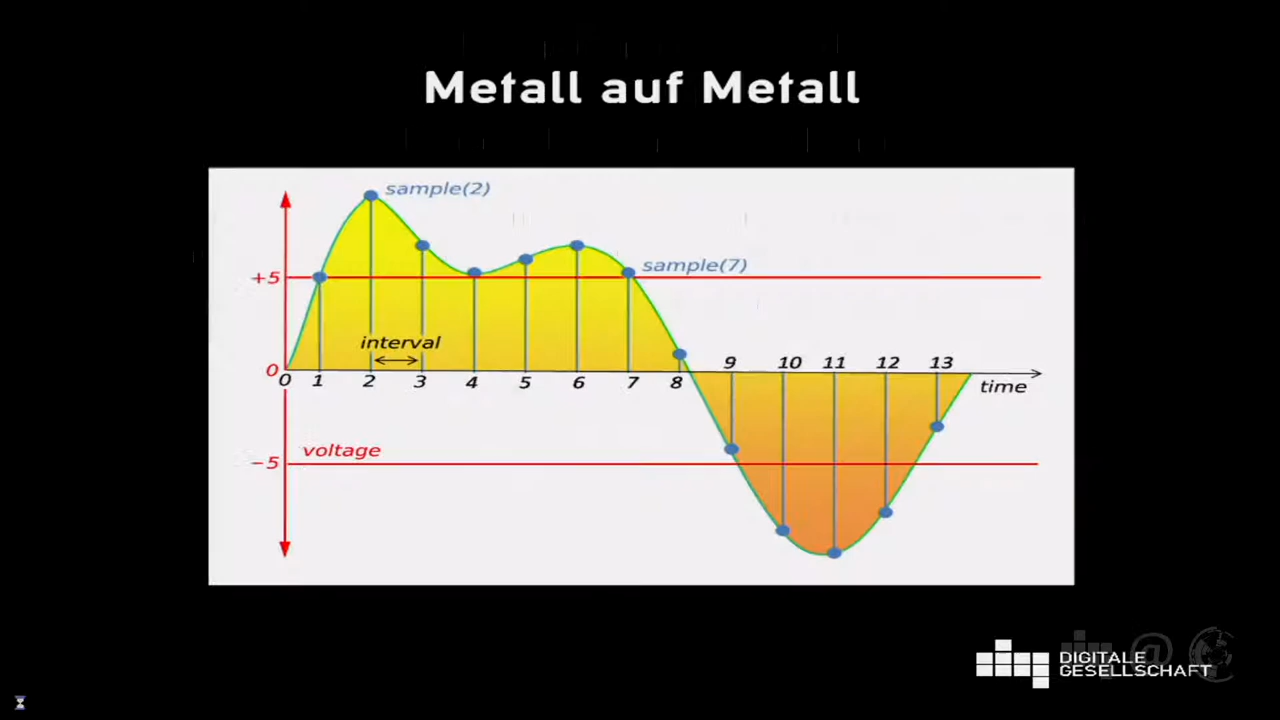 Metall auf Metall
sample(2)
sample(7)
+5
interval
0
0 1 2 3 4 5 6 7 8 9 10 11 12 13
time
voltage
−5
DIGITALE
GESELLSCHAFT
@